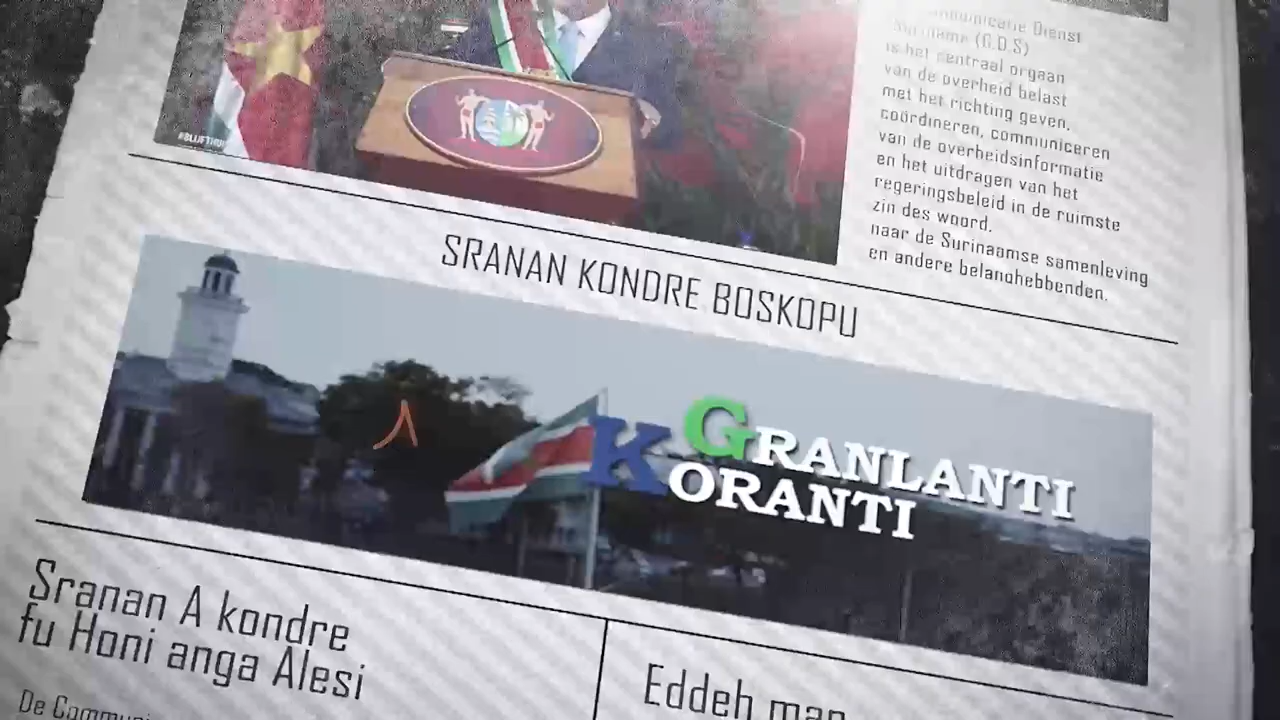 #BLIJFTHUIS
Dienst
Suriname (G.D.S)
is het centraal orgaan
van de overheid belast
met het richting geven,
coördineren, communiceren
van de overheidsinformatie
en het uitdragen van het
regeringsbeleid in de ruimste
zin des woord.
naar de Surinaamse samenleving
en andere belanghebbenden.
SRANAN KONDRE BOSKOPU
GRANLANTI
KORANTI
Sranan A kondre
fu Honi anga Alesi
De
Eddeh man